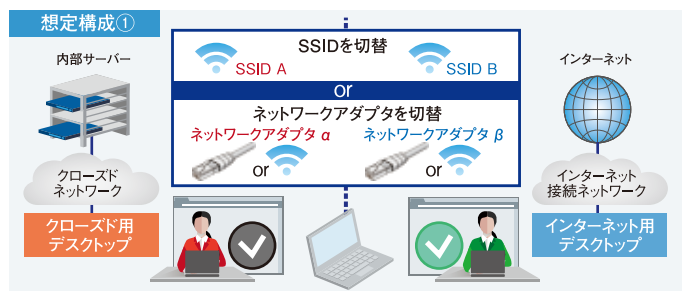 想定構成①
内部サーバー
クローズド
ネットワーク
クローズド用
デスクトップ
SSIDを切替
SSID A
SSID B
or
ネットワークアダプタを切替
ネットワークアダプタ α
ネットワークアダプタ β
or
or
インターネット
インターネット
接続ネットワーク
インターネット用
デスクトップ